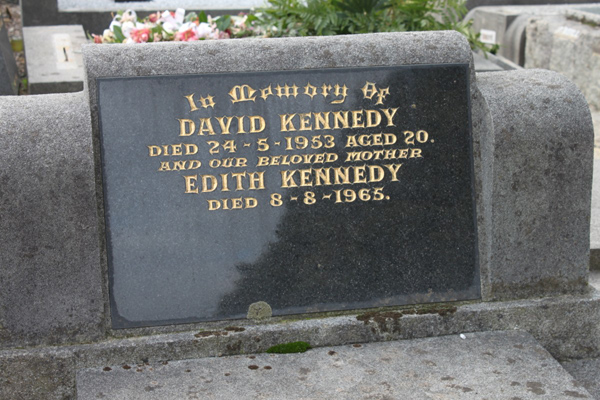 In Memory Of
DAVID KENNEDY
DIED 24-5-1953 AGED 20.
AND OUR BELOVED MOTHER
EDITH KENNEDY
DIED 8-8-1965.